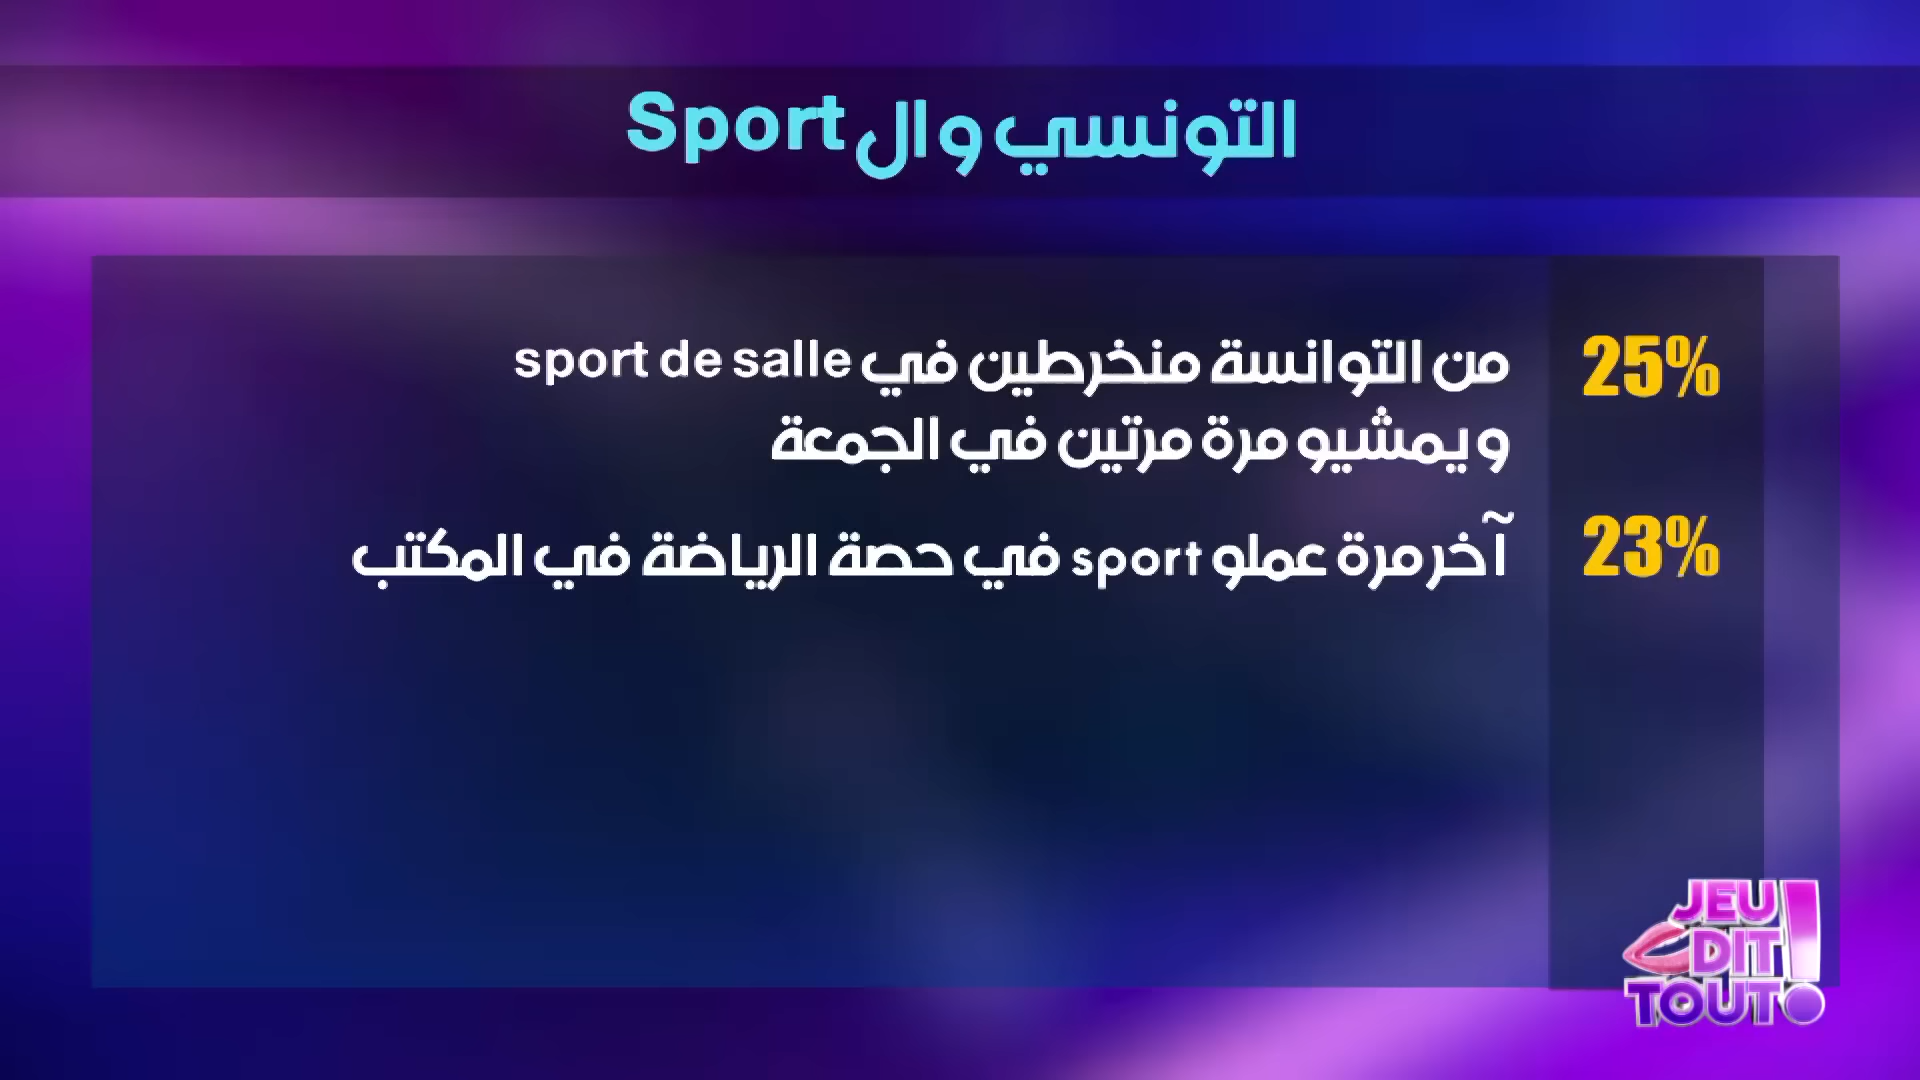 التونسي وال Sport
25% من التوانسة منخرطين في sport de salle
ويمشيو مرة مرتين في الجمعة
23% آخر مرة عملو sport في حصة الرياضة في المكتب
JEU
DIT
TOUT!